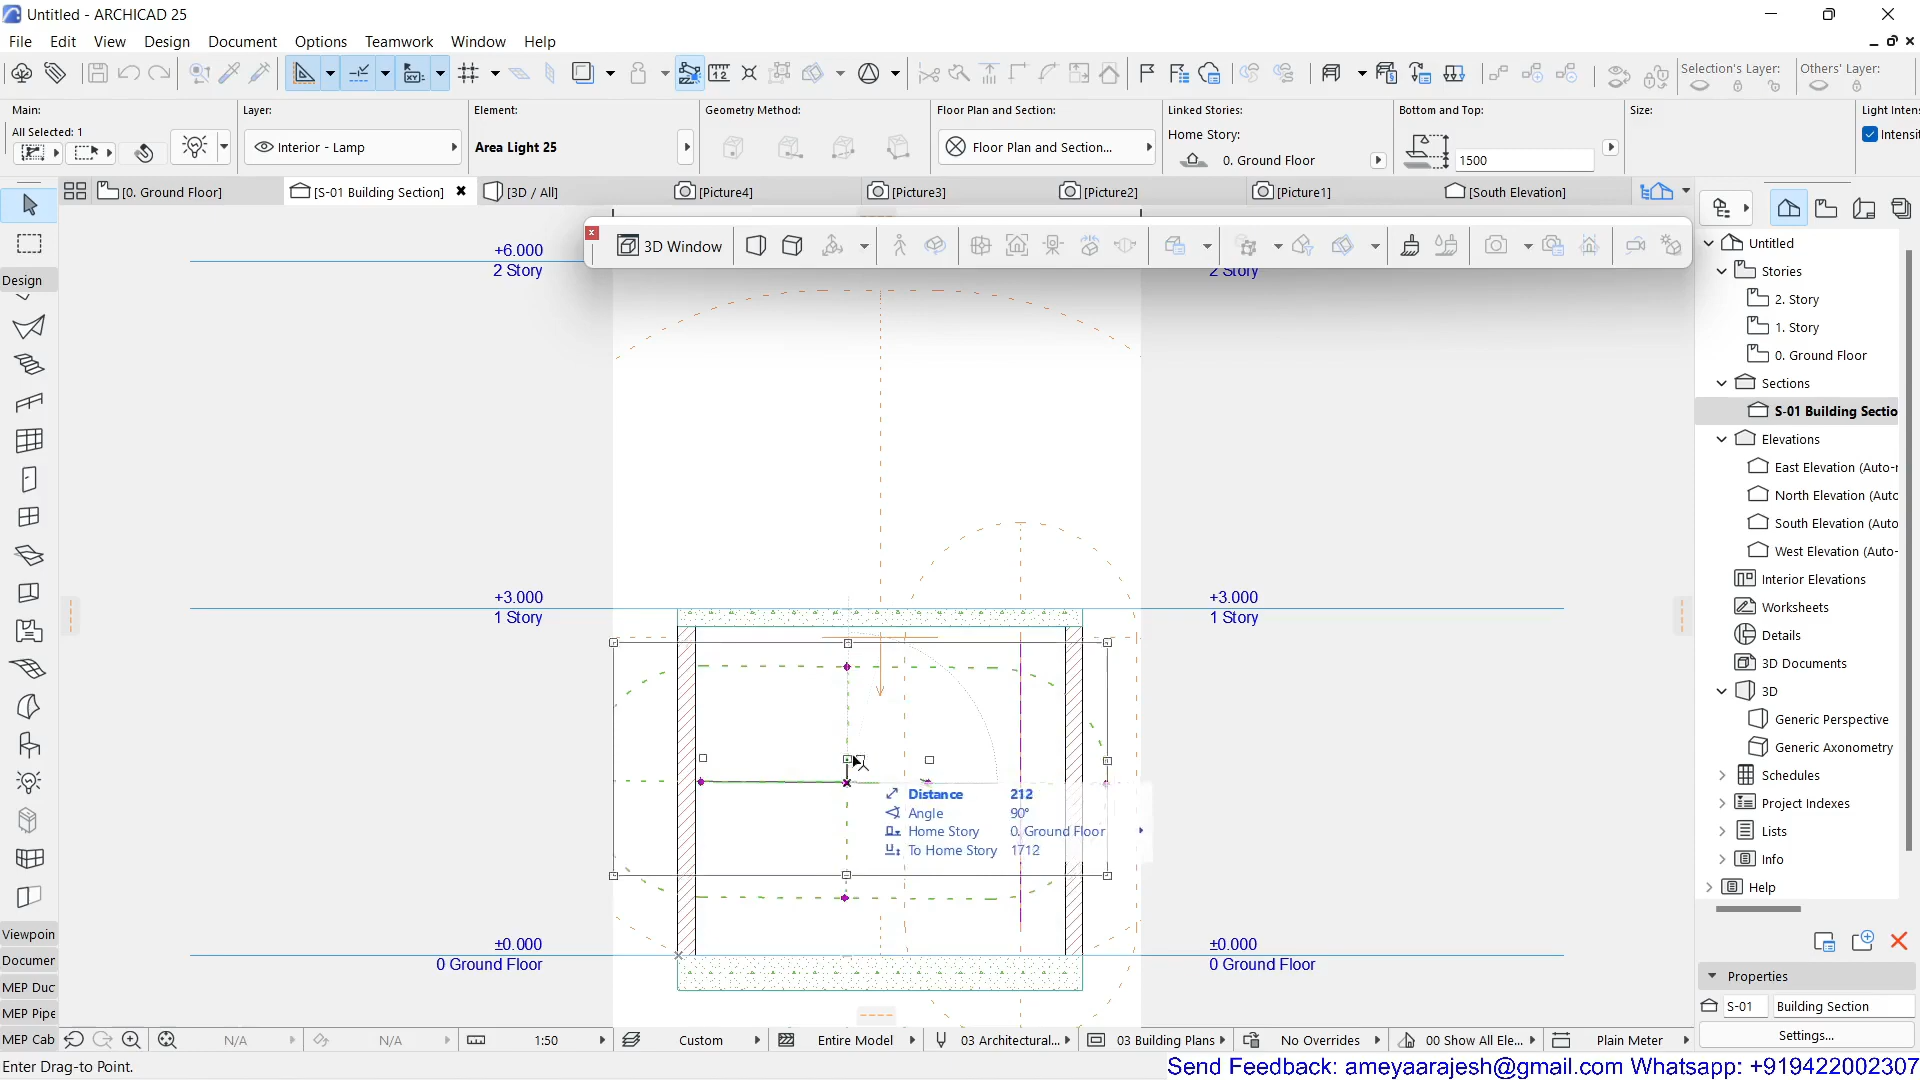 Untitled - ARCHICAD 25
File Edit View Design Document Options Teamwork Window Help
Selection's Layer: Others' Layer:
Main: Layer: Element: Geometry Method: Floor Plan and Section: Linked Stories: Bottom and Top: Size: Light Intens
All Selected: 1
Home Story: Intensit
Interior - Lamp Area Light 25 Floor Plan and Section... 0. Ground Floor 1500
[0. Ground Floor] [S-01 Building Section] [3D / All] [Picture4] [Picture3] [Picture2] [Picture1] [South Elevation]
Design
3D Window
+6.000
2 Story
2 Story
+3.000
1 Story
+3.000
1 Story
Distance 212
Angle 90°
Home Story 0. Ground Floor
To Home Story 1712
±0.000
0 Ground Floor
±0.000
0 Ground Floor
Untitled
Stories
2. Story
1. Story
0. Ground Floor
Sections
S-01 Building Sectio
Elevations
East Elevation (Auto-r
North Elevation (Auto
South Elevation (Auto
West Elevation (Auto-
Interior Elevations
Worksheets
Details
3D Documents
3D
Generic Perspective
Generic Axonometry
Schedules
Project Indexes
Lists
Info
Help
Properties
S-01 Building Section
Settings...
Viewpoin
Documer
MEP Duc
MEP Pipe
MEP Cab
N/A N/A 1:50 Custom Entire Model 03 Architectural... 03 Building Plans 00 Show All Ele... No Overrides Plain Meter
Enter Drag-to Point.
Send Feedback: ameyaarajesh@gmail.com Whatsapp: +919422002307